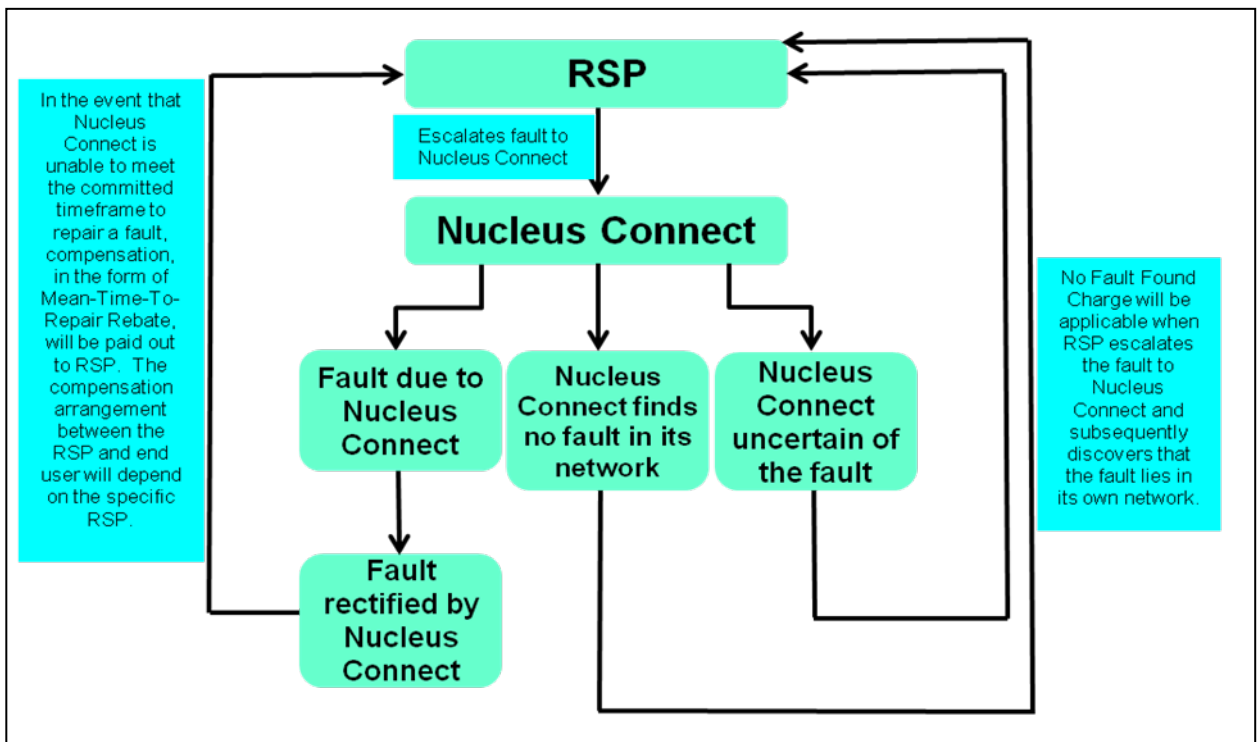 RSP
In the event that
Nucleus
Connect is
unable to meet
the committed
timeframe to
repair a fault,
compensation,
in the form of
Mean-Time-To-
Repair Rebate,
will be paid out
to RSP. The
compensation
arrangement
between the
RSP and end
user will depend
on the specific
RSP.
Escalates fault to
Nucleus Connect
Nucleus Connect
Fault due to
Nucleus
Connect
Nucleus
Connect finds
no fault in its
network
Nucleus
Connect
uncertain of
the fault
No Fault Found
Charge will be
applicable when
RSP escalates
the fault to
Nucleus
Connect and
subsequently
discovers that
the fault lies in
its own network.
Fault
rectified by
Nucleus
Connect